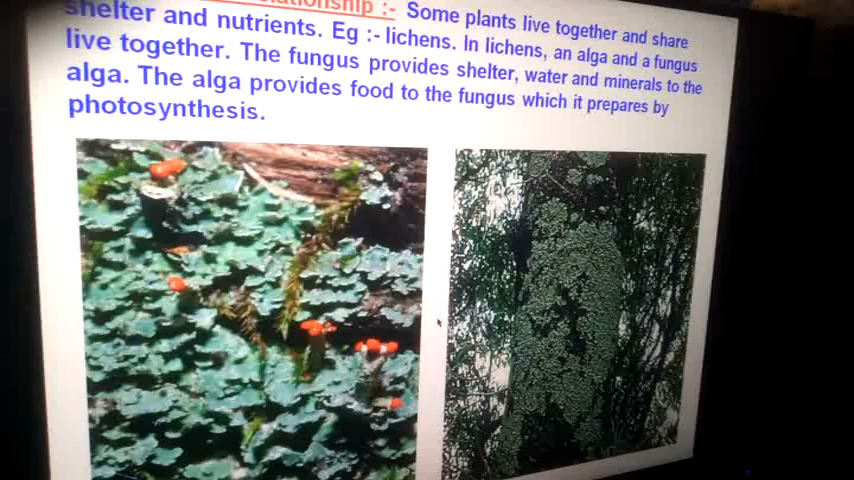 :- Some plants live together and share
shelter and nutrients. Eg :- lichens. In lichens, an alga and a fungus
live together. The fungus provides shelter, water and minerals to the
alga. The alga provides food to the fungus which it prepares by
photosynthesis.